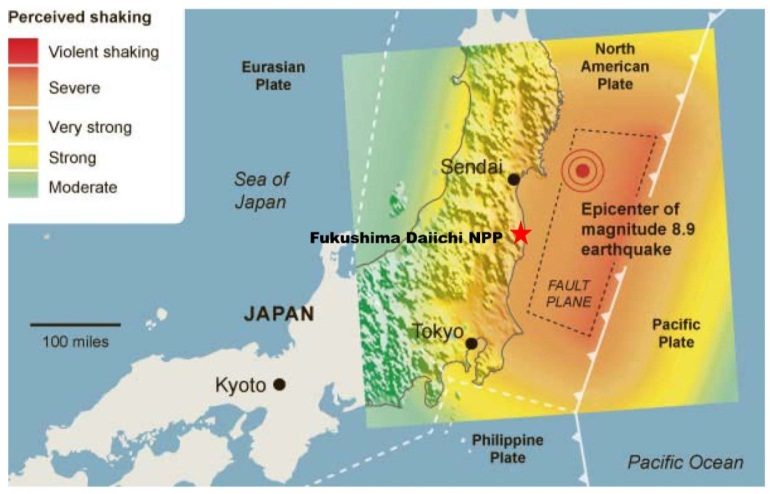 Perceived shaking
Violent shaking
Severe
Very strong
Strong
Moderate
Eurasian
Plate
North
American
Plate
Sea of
Japan
Sendai
Epicenter of
magnitude 8.9
earthquake
Fukushima Daiichi NPP
FAULT
PLANE
JAPAN
100 miles
Tokyo
Pacific
Plate
Kyoto
Philippine
Plate
Pacific Ocean